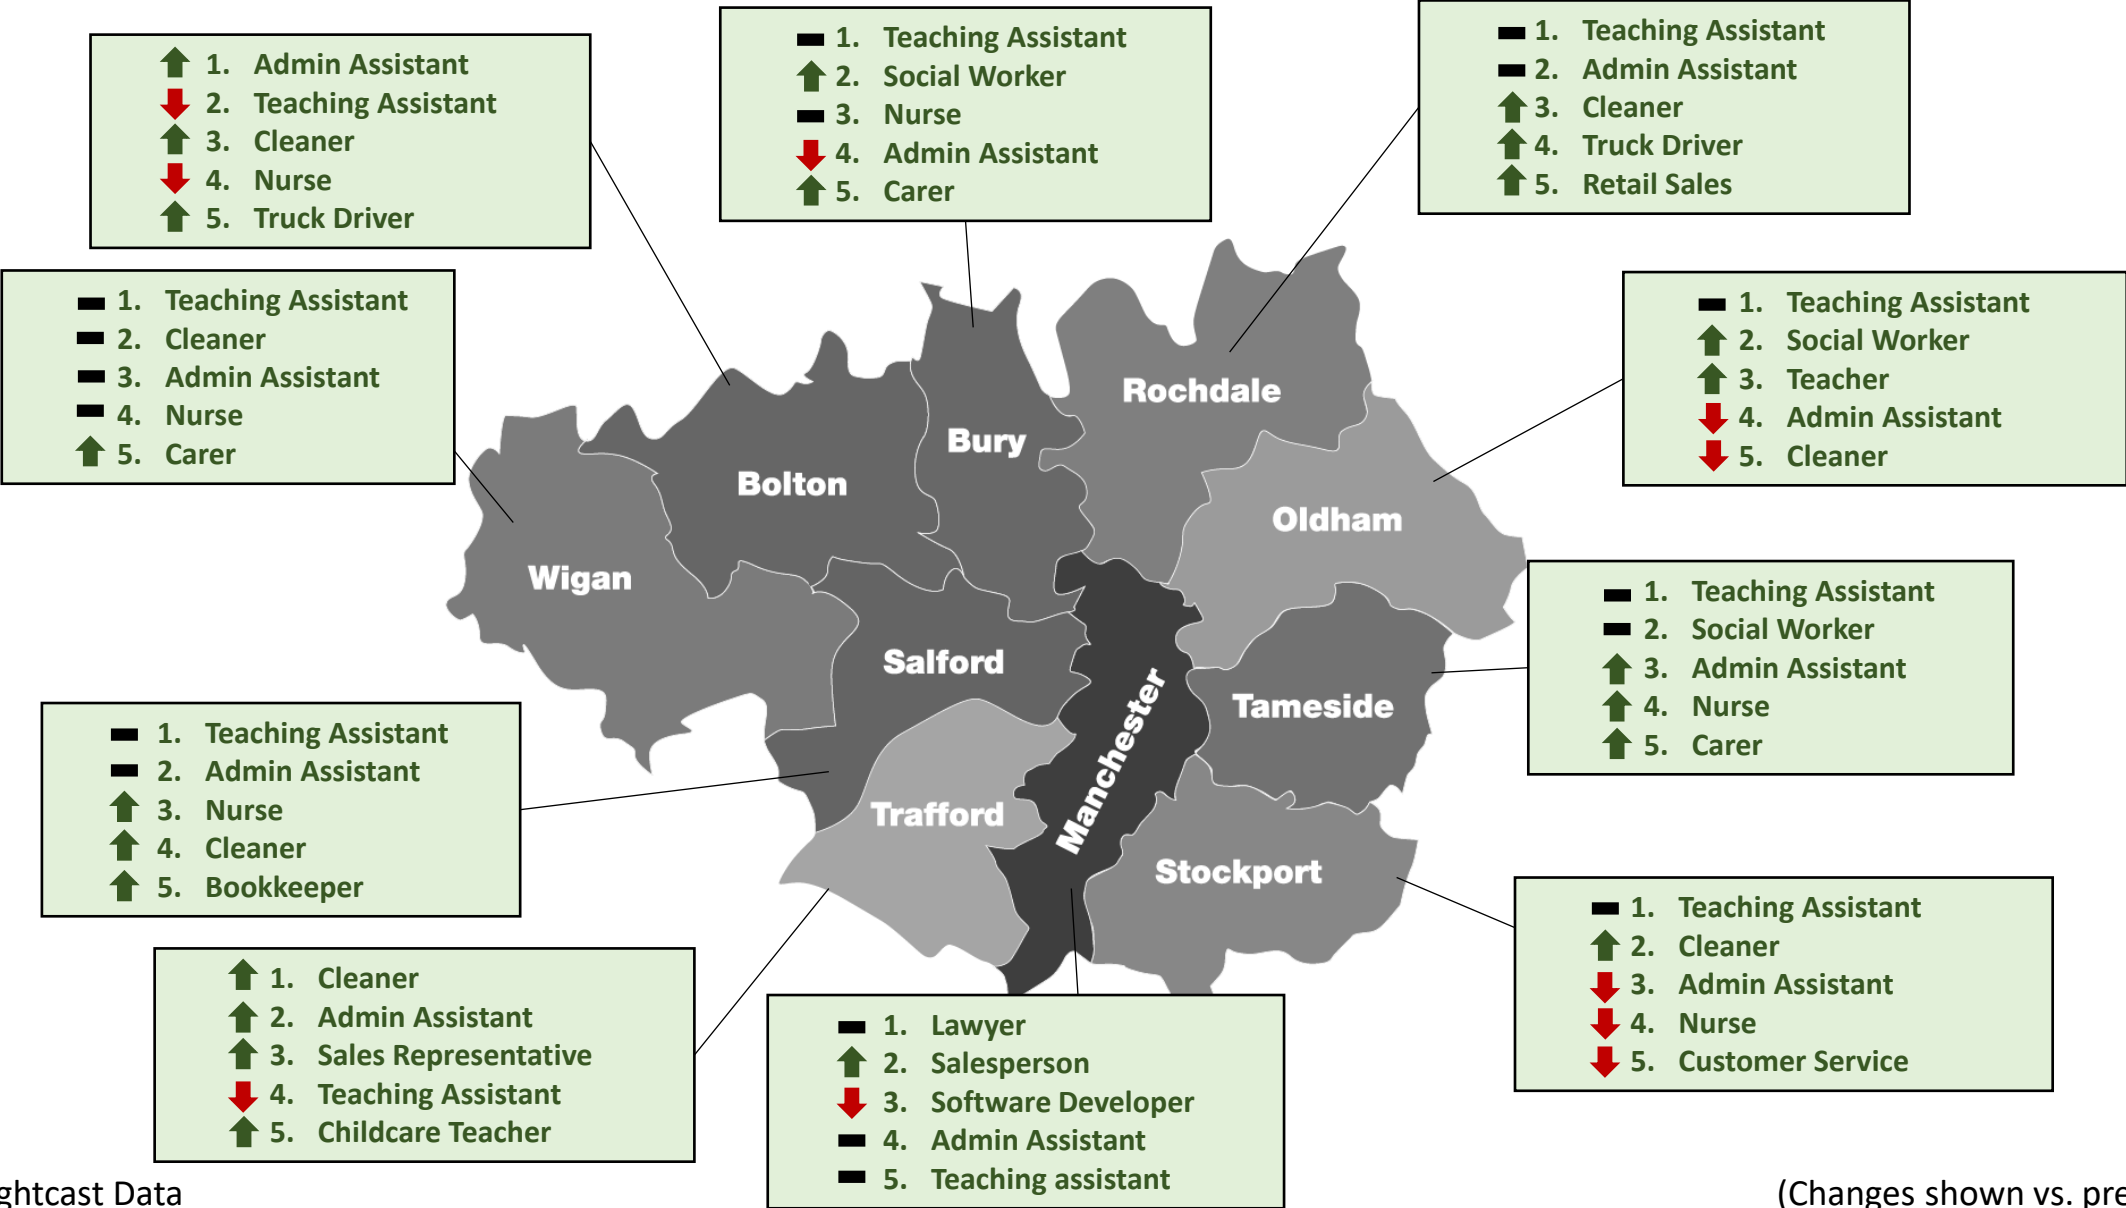 1. Admin Assistant
2. Teaching Assistant
3. Cleaner
4. Nurse
5. Truck Driver
1. Teaching Assistant
2. Social Worker
3. Nurse
4. Admin Assistant
5. Carer
1. Teaching Assistant
2. Admin Assistant
3. Cleaner
4. Truck Driver
5. Retail Sales
1. Teaching Assistant
2. Cleaner
3. Admin Assistant
4. Nurse
5. Carer
1. Teaching Assistant
2. Social Worker
3. Teacher
4. Admin Assistant
5. Cleaner
Rochdale
Bury
Bolton
Oldham
Wigan
Salford
Tameside
Manchester
Trafford
Stockport
1. Teaching Assistant
2. Social Worker
3. Admin Assistant
4. Nurse
5. Carer
1. Teaching Assistant
2. Admin Assistant
3. Nurse
4. Cleaner
5. Bookkeeper
1. Teaching Assistant
2. Cleaner
3. Admin Assistant
4. Nurse
5. Customer Service
1. Cleaner
2. Admin Assistant
3. Sales Representative
4. Teaching Assistant
5. Childcare Teacher
1. Lawyer
2. Salesperson
3. Software Developer
4. Admin Assistant
5. Teaching assistant
ghtcast Data
(Changes shown vs. pre